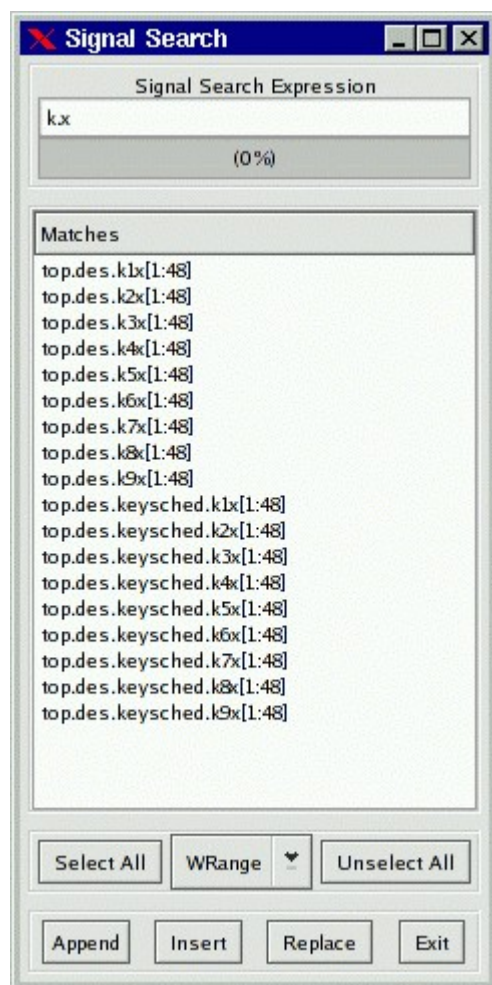 Signal Search
Signal Search Expression
k.x
(0%)
Matches
top.des.k1x[1:48]
top.des.k2x[1:48]
top.des.k3x[1:48]
top.des.k4x[1:48]
top.des.k5x[1:48]
top.des.k6x[1:48]
top.des.k7x[1:48]
top.des.k8x[1:48]
top.des.k9x[1:48]
top.des.keysched.k1x[1:48]
top.des.keysched.k2x[1:48]
top.des.keysched.k3x[1:48]
top.des.keysched.k4x[1:48]
top.des.keysched.k5x[1:48]
top.des.keysched.k6x[1:48]
top.des.keysched.k7x[1:48]
top.des.keysched.k8x[1:48]
top.des.keysched.k9x[1:48]
Select All WRange Unselect All
Append Insert Replace Exit